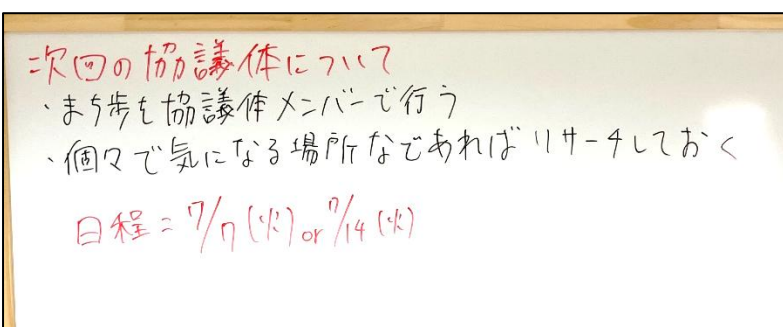 次回の協議体について
・まち歩を協議体メンバーで行う
・個々で気になる場所などあればリサーチしておく
日程:7/7(火)or 7/14(火)